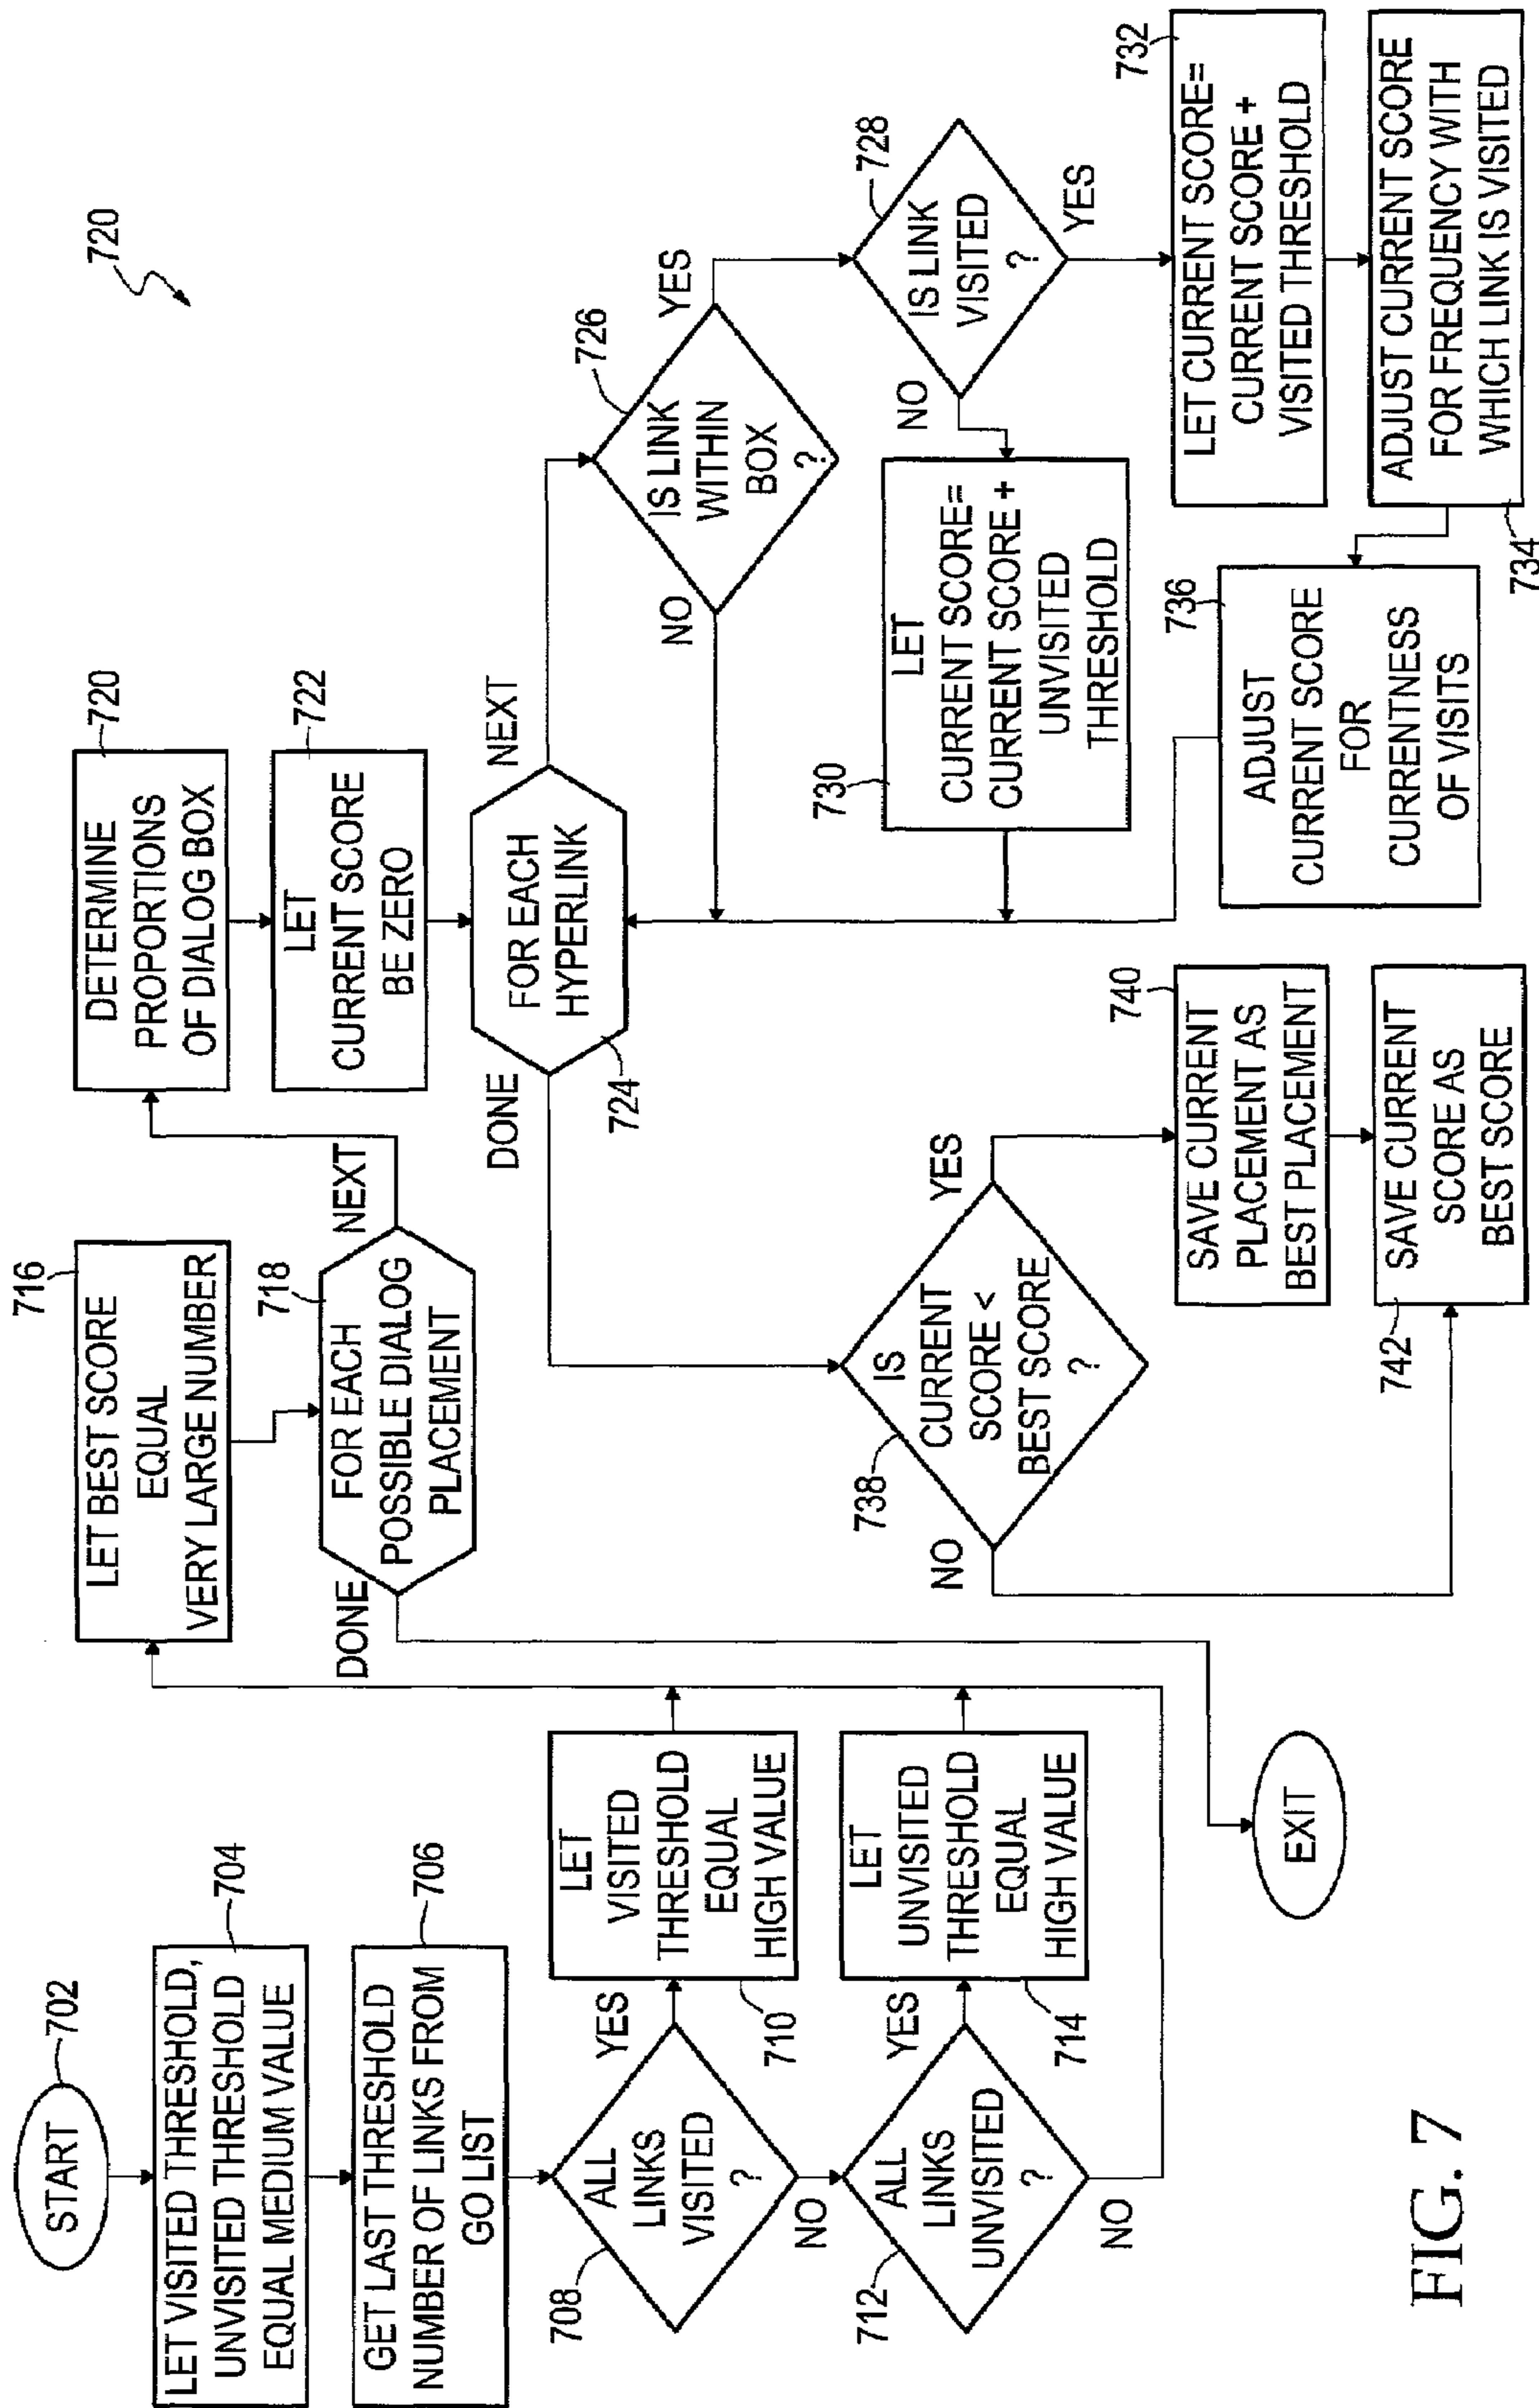 720
START
702
LET VISITED THRESHOLD,
UNVISITED THRESHOLD
EQUAL MEDIUM VALUE
704
GET LAST THRESHOLD
NUMBER OF LINKS FROM
GO LIST
706
ALL
LINKS
VISITED
?
708
YES
NO
LET
VISITED
THRESHOLD
EQUAL
HIGH VALUE
710
ALL
LINKS
UNVISITED
?
712
YES
NO
LET
UNVISITED
THRESHOLD
EQUAL
HIGH VALUE
714
716
LET BEST SCORE
EQUAL
VERY LARGE NUMBER
718
FOR EACH
POSSIBLE DIALOG
PLACEMENT
DONE
NEXT
EXIT
DETERMINE
PROPORTIONS
OF DIALOG BOX
720
LET
CURRENT SCORE
BE ZERO
722
FOR EACH
HYPERLINK
724
DONE
NEXT
IS LINK
WITHIN
BOX
?
726
NO
YES
IS LINK
VISITED
?
728
NO
YES
LET
CURRENT SCORE=
CURRENT SCORE +
UNVISITED
THRESHOLD
730
732
LET CURRENT SCORE=
CURRENT SCORE +
VISITED THRESHOLD
ADJUST CURRENT SCORE
FOR FREQUENCY WITH
WHICH LINK IS VISITED
734
736
ADJUST
CURRENT SCORE
FOR
CURRENTNESS
OF VISITS
IS
CURRENT
SCORE <
BEST SCORE
?
738
NO
YES
740
SAVE CURRENT
PLACEMENT AS
BEST PLACEMENT
SAVE CURRENT
SCORE AS
BEST SCORE
742
FIG. 7